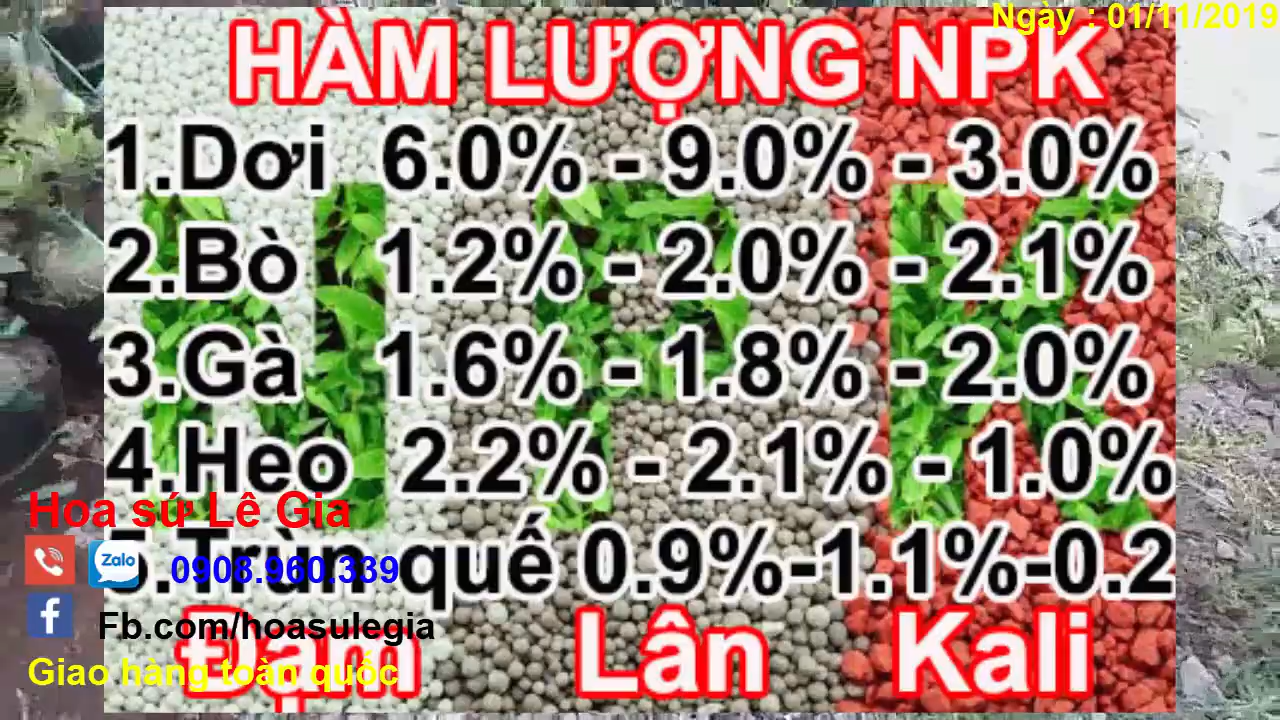 Ngày : 01/11/2019
HÀM LƯỢNG NPK
1.Dơi 6.0% - 9.0% - 3.0%
2.Bò 1.2% - 2.0% - 2.1%
3.Gà 1.6% - 1.8% - 2.0%
4.Heo 2.2% - 2.1% - 1.0%
Hoa sứ Lê Gia
5.Trùn quế 0.9%-1.1%-0.2
Zalo 0908.960.339
Fb.com/hoasulegia
Đạm Lân Kali
Giao hàng toàn quốc
NPK